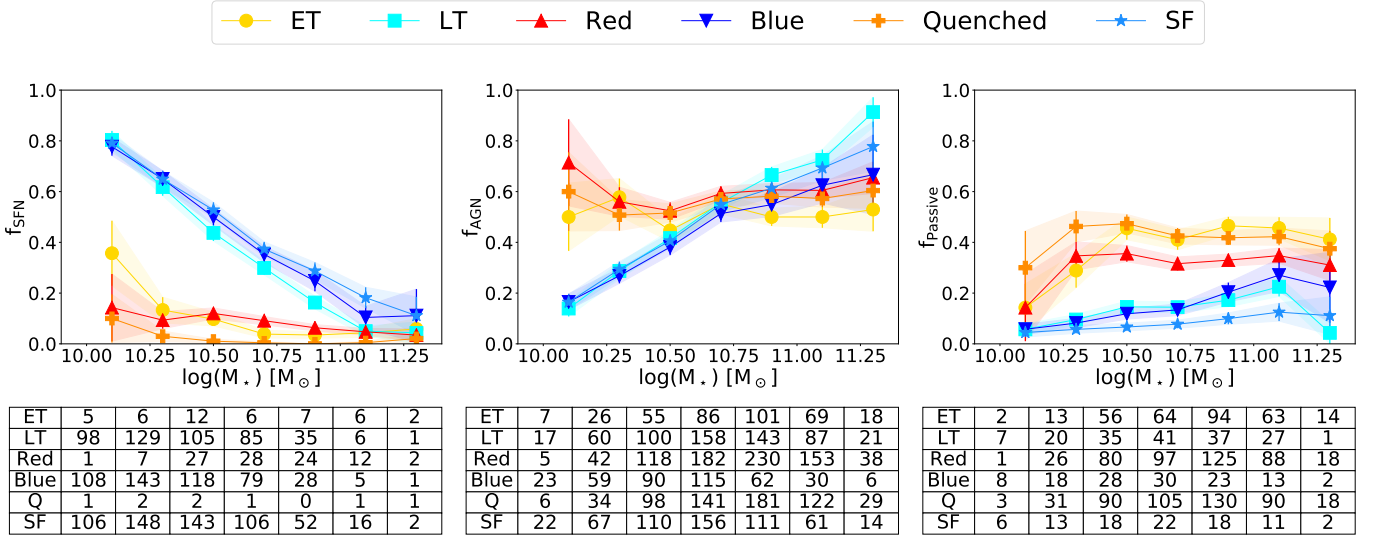 ET LT Red Blue Quenched SF
1.0
0.8
0.6
0.4
0.2
0.0
fSFN
10.00 10.25 10.50 10.75 11.00 11.25
log(M⋆) [M⊙]
1.0
0.8
0.6
0.4
0.2
0.0
fAGN
10.00 10.25 10.50 10.75 11.00 11.25
log(M⋆) [M⊙]
1.0
0.8
0.6
0.4
0.2
0.0
fPassive
10.00 10.25 10.50 10.75 11.00 11.25
log(M⋆) [M⊙]
ET 5 6 12 6 7 6 2
LT 98 129 105 85 35 6 1
Red 1 7 27 28 24 12 2
Blue 108 143 118 79 28 5 1
Q 1 2 2 1 0 1 1
SF 106 148 143 106 52 16 2
ET 7 26 55 86 101 69 18
LT 17 60 100 158 143 87 21
Red 5 42 118 182 230 153 38
Blue 23 59 90 115 62 30 6
Q 6 34 98 141 181 122 29
SF 22 67 110 156 111 61 14
ET 2 13 56 64 94 63 14
LT 7 20 35 41 37 27 1
Red 1 26 80 97 125 88 18
Blue 8 18 28 30 23 13 2
Q 3 31 90 105 130 90 18
SF 6 13 18 22 18 11 2